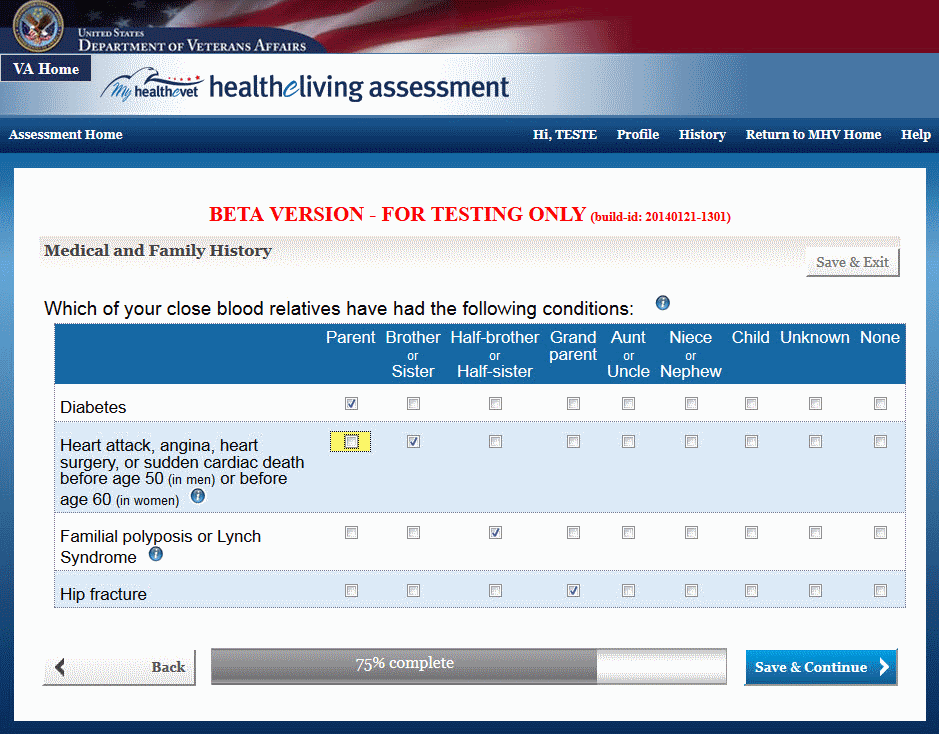 United States
Department of Veterans Affairs
VA Home
My healthevet healtheliving assessment
Assessment Home Hi, TESTE Profile History Return to MHV Home Help
BETA VERSION - FOR TESTING ONLY (build-id: 20140121-1301)
Medical and Family History
Save & Exit
Which of your close blood relatives have had the following conditions:
Parent Brother Half-brother Grand Aunt Niece Child Unknown None
or or parent or or
Sister Half-sister Uncle Nephew
Diabetes
Heart attack, angina, heart
surgery, or sudden cardiac death
before age 50 (in men) or before
age 60 (in women)
Familial polyposis or Lynch
Syndrome
Hip fracture
Back 75% complete Save & Continue